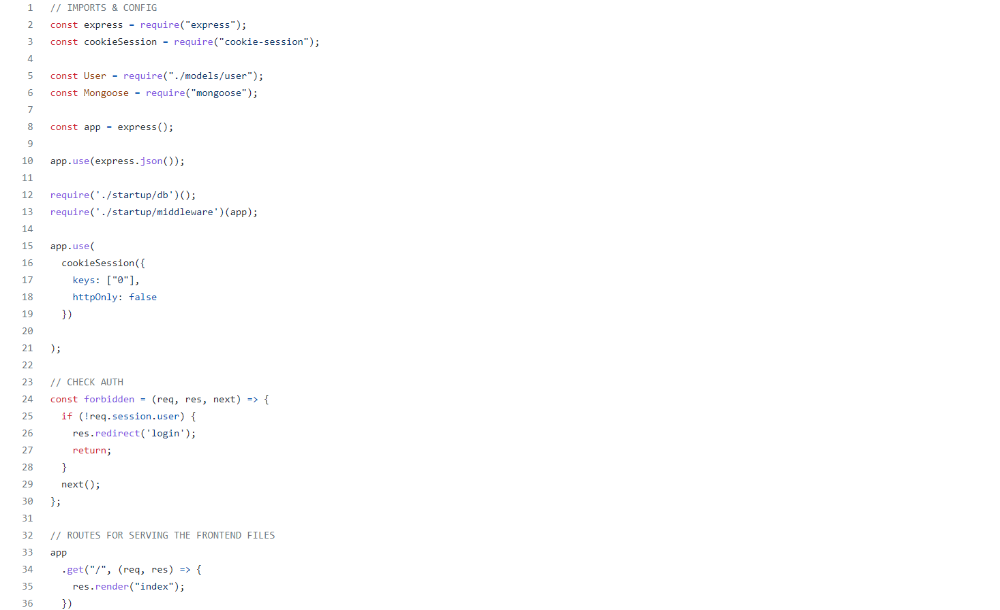 1 // IMPORTS & CONFIG
2 const express = require("express");
3 const cookieSession = require("cookie-session");
4
5 const User = require("./models/user");
6 const Mongoose = require("mongoose");
7
8 const app = express();
9
10 app.use(express.json());
11
12 require('./startup/db')();
13 require('./startup/middleware')(app);
14
15 app.use(
16   cookieSession({
17     keys: ["0"],
18     httpOnly: false
19   })
20
21 );
22
23 // CHECK AUTH
24 const forbidden = (req, res, next) => {
25   if (!req.session.user) {
26     res.redirect('login');
27     return;
28   }
29   next();
30 };
31
32 // ROUTES FOR SERVING THE FRONTEND FILES
33 app
34   .get("/", (req, res) => {
35     res.render("index");
36   })